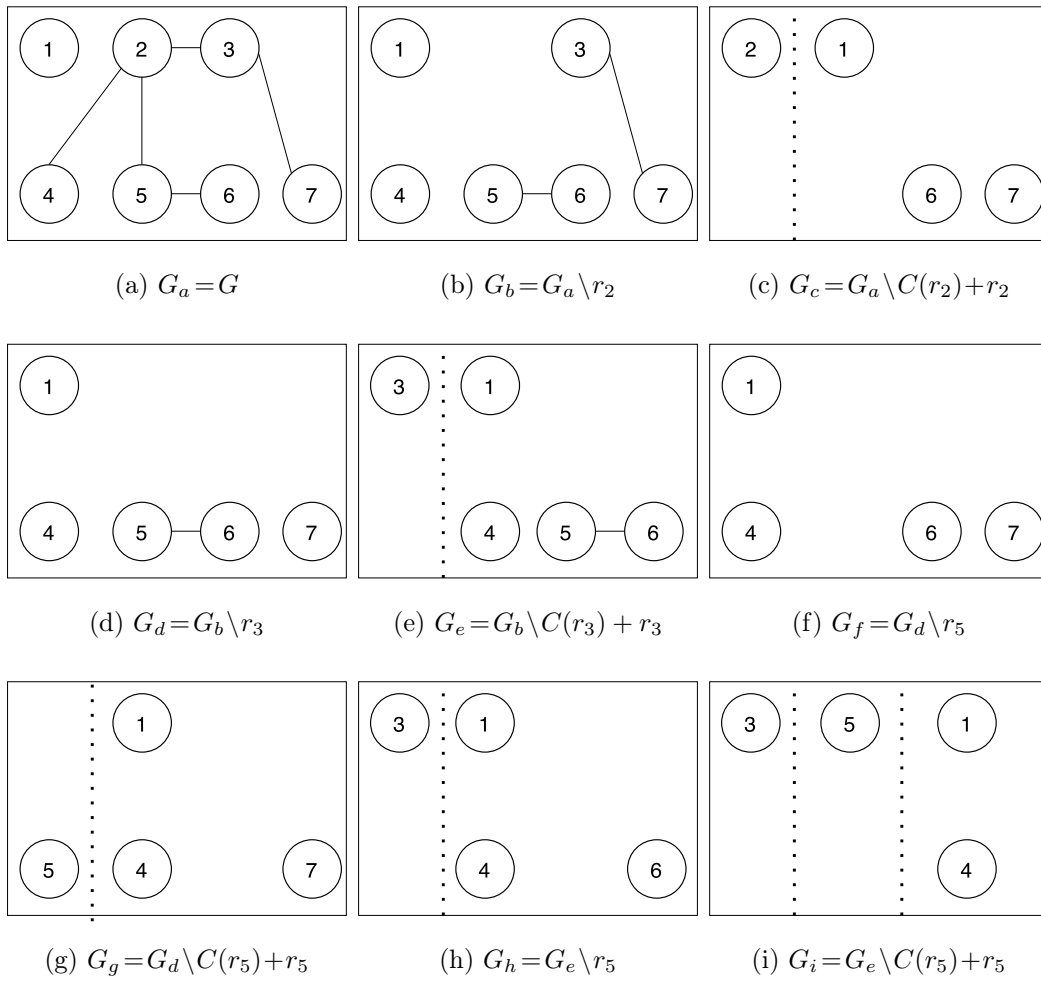 1 2 3
4 5 6 7
(a) G_a=G
1 3
4 5 6 7
(b) G_b=G_a\r_2
2 1
6 7
(c) G_c=G_a\C(r_2)+r_2
1
4 5 6 7
(d) G_d=G_b\r_3
3 1
4 5 6
(e) G_e=G_b\C(r_3)+r_3
1
4 6 7
(f) G_f=G_d\r_5
1
5 4 7
(g) G_g=G_d\C(r_5)+r_5
3 1
4 6
(h) G_h=G_e\r_5
3 5 1
4
(i) G_i=G_e\C(r_5)+r_5